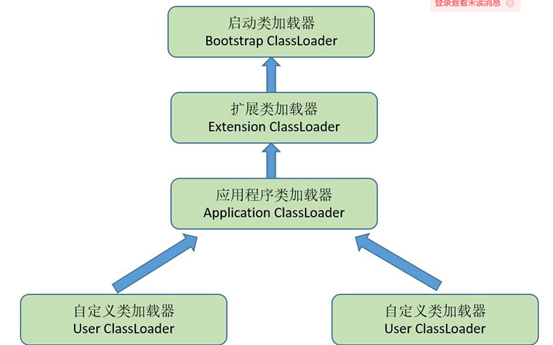 登录查看未读消息
启动类加载器
Bootstrap ClassLoader
扩展类加载器
Extension ClassLoader
应用程序类加载器
Application ClassLoader
自定义类加载器
User ClassLoader
自定义类加载器
User ClassLoader